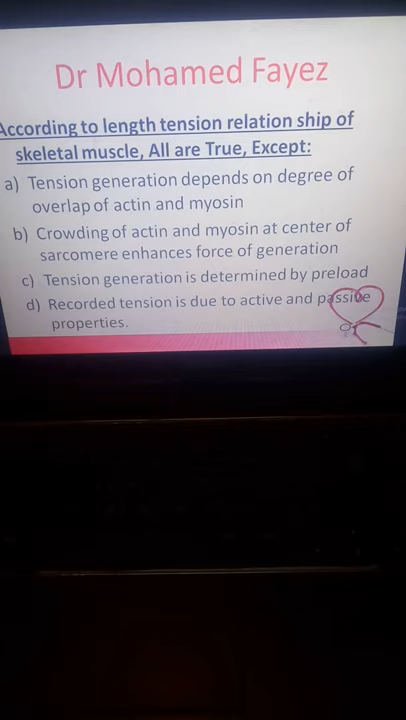 Dr Mohamed Fayez
According to length tension relation ship of
skeletal muscle, All are True, Except:
a) Tension generation depends on degree of
overlap of actin and myosin
b) Crowding of actin and myosin at center of
sarcomere enhances force of generation
c) Tension generation is determined by preload
d) Recorded tension is due to active and passive
properties.